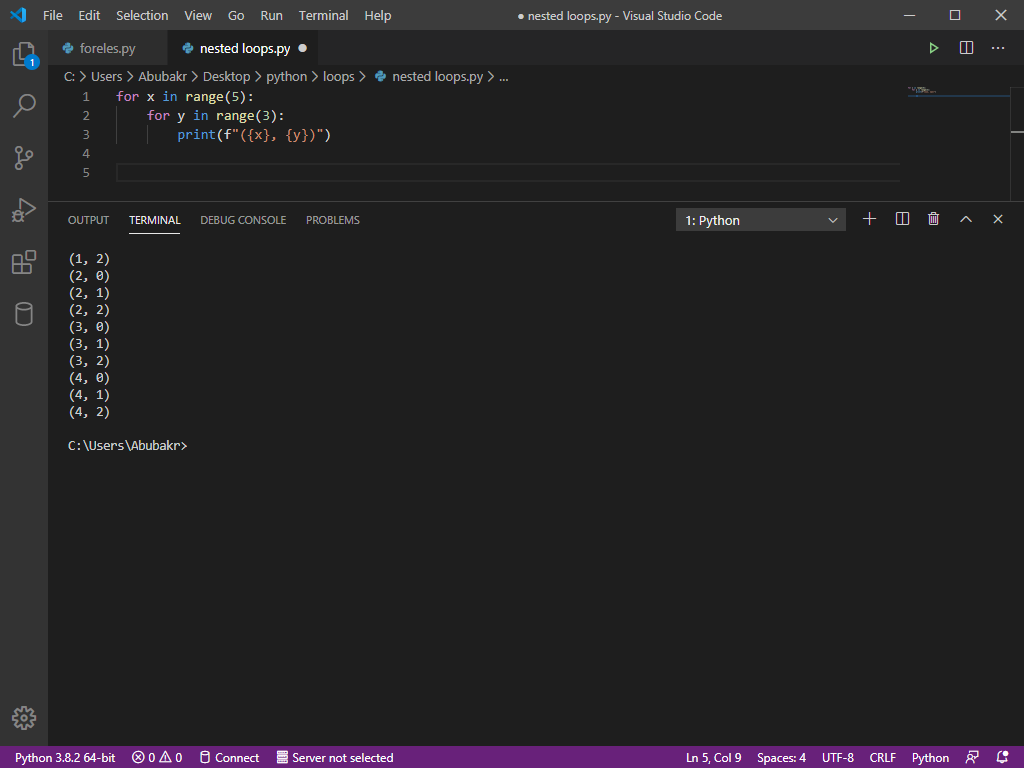 File Edit Selection View Go Run Terminal Help ● nested loops.py - Visual Studio Code
foreles.py nested loops.py ●
C: > Users > Abubakr > Desktop > python > loops > nested loops.py > ...
1 for x in range(5):
2     for y in range(3):
3         print(f"({x}, {y})")
4
5
OUTPUT TERMINAL DEBUG CONSOLE PROBLEMS 1: Python
(1, 2)
(2, 0)
(2, 1)
(2, 2)
(3, 0)
(3, 1)
(3, 2)
(4, 0)
(4, 1)
(4, 2)
C:\Users\Abubakr>
1
Python 3.8.2 64-bit 0 0 Connect Server not selected Ln 5, Col 9 Spaces: 4 UTF-8 CRLF Python